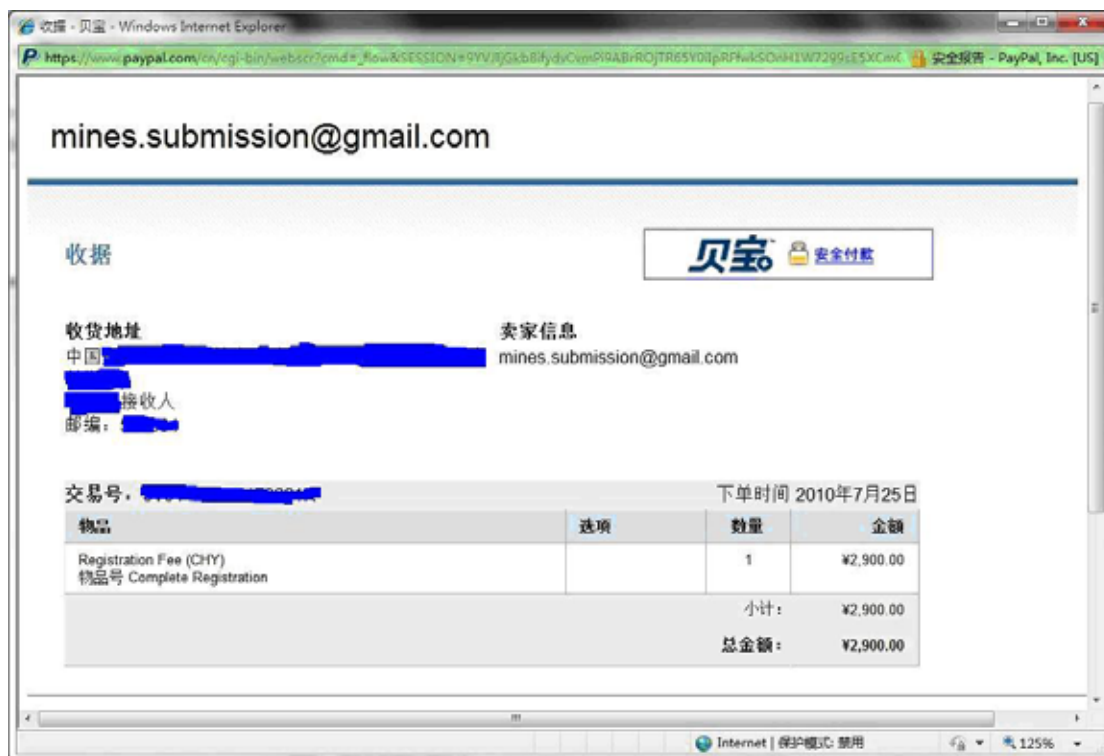 收据 - 贝宝 - Windows Internet Explorer
安全报告 - PayPal, Inc. [US]
mines.submission@gmail.com
收据
贝宝 安全付款
收货地址
中国
接收人
邮编：
卖家信息
mines.submission@gmail.com
交易号，
下单时间 2010年7月25日
物品 选项 数量 金额
Registration Fee (CHY) 1 ¥2,900.00
物品号 Complete Registration
小计： ¥2,900.00
总金额： ¥2,900.00
Internet | 保护模式: 禁用
125%